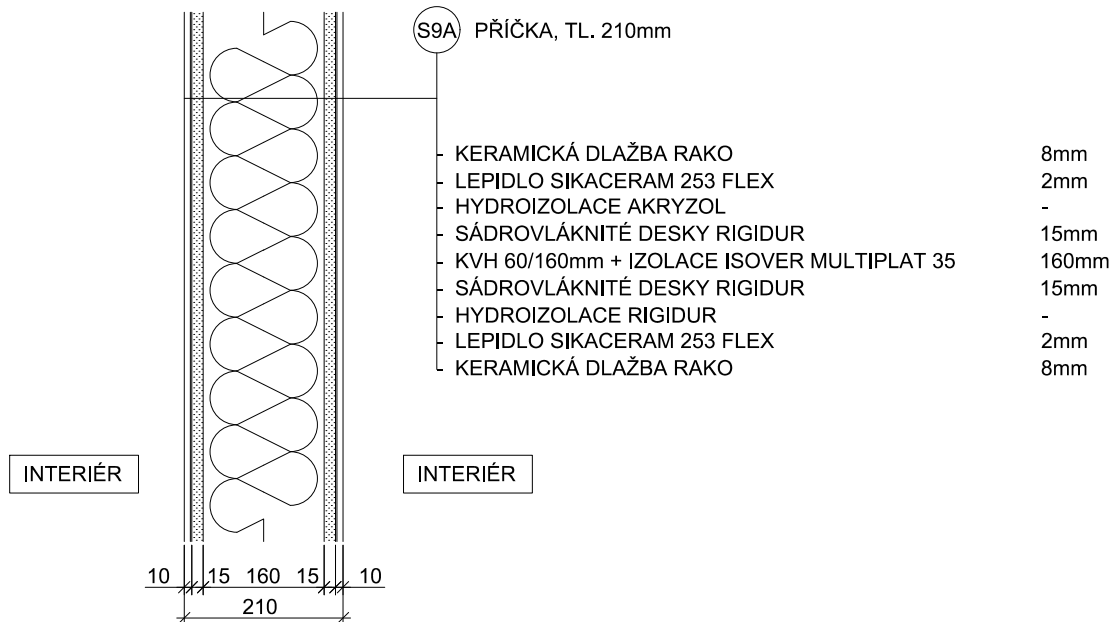 S9A PŘÍČKA, TL. 210mm
- KERAMICKÁ DLAŽBA RAKO 8mm
- LEPIDLO SIKACERAM 253 FLEX 2mm
- HYDROIZOLACE AKRYZOL -
- SÁDROVLÁKNITÉ DESKY RIGIDUR 15mm
- KVH 60/160mm + IZOLACE ISOVER MULTIPLAT 35 160mm
- SÁDROVLÁKNITÉ DESKY RIGIDUR 15mm
- HYDROIZOLACE RIGIDUR -
- LEPIDLO SIKACERAM 253 FLEX 2mm
- KERAMICKÁ DLAŽBA RAKO 8mm
INTERIÉR INTERIÉR
10 15 160 15 10
210